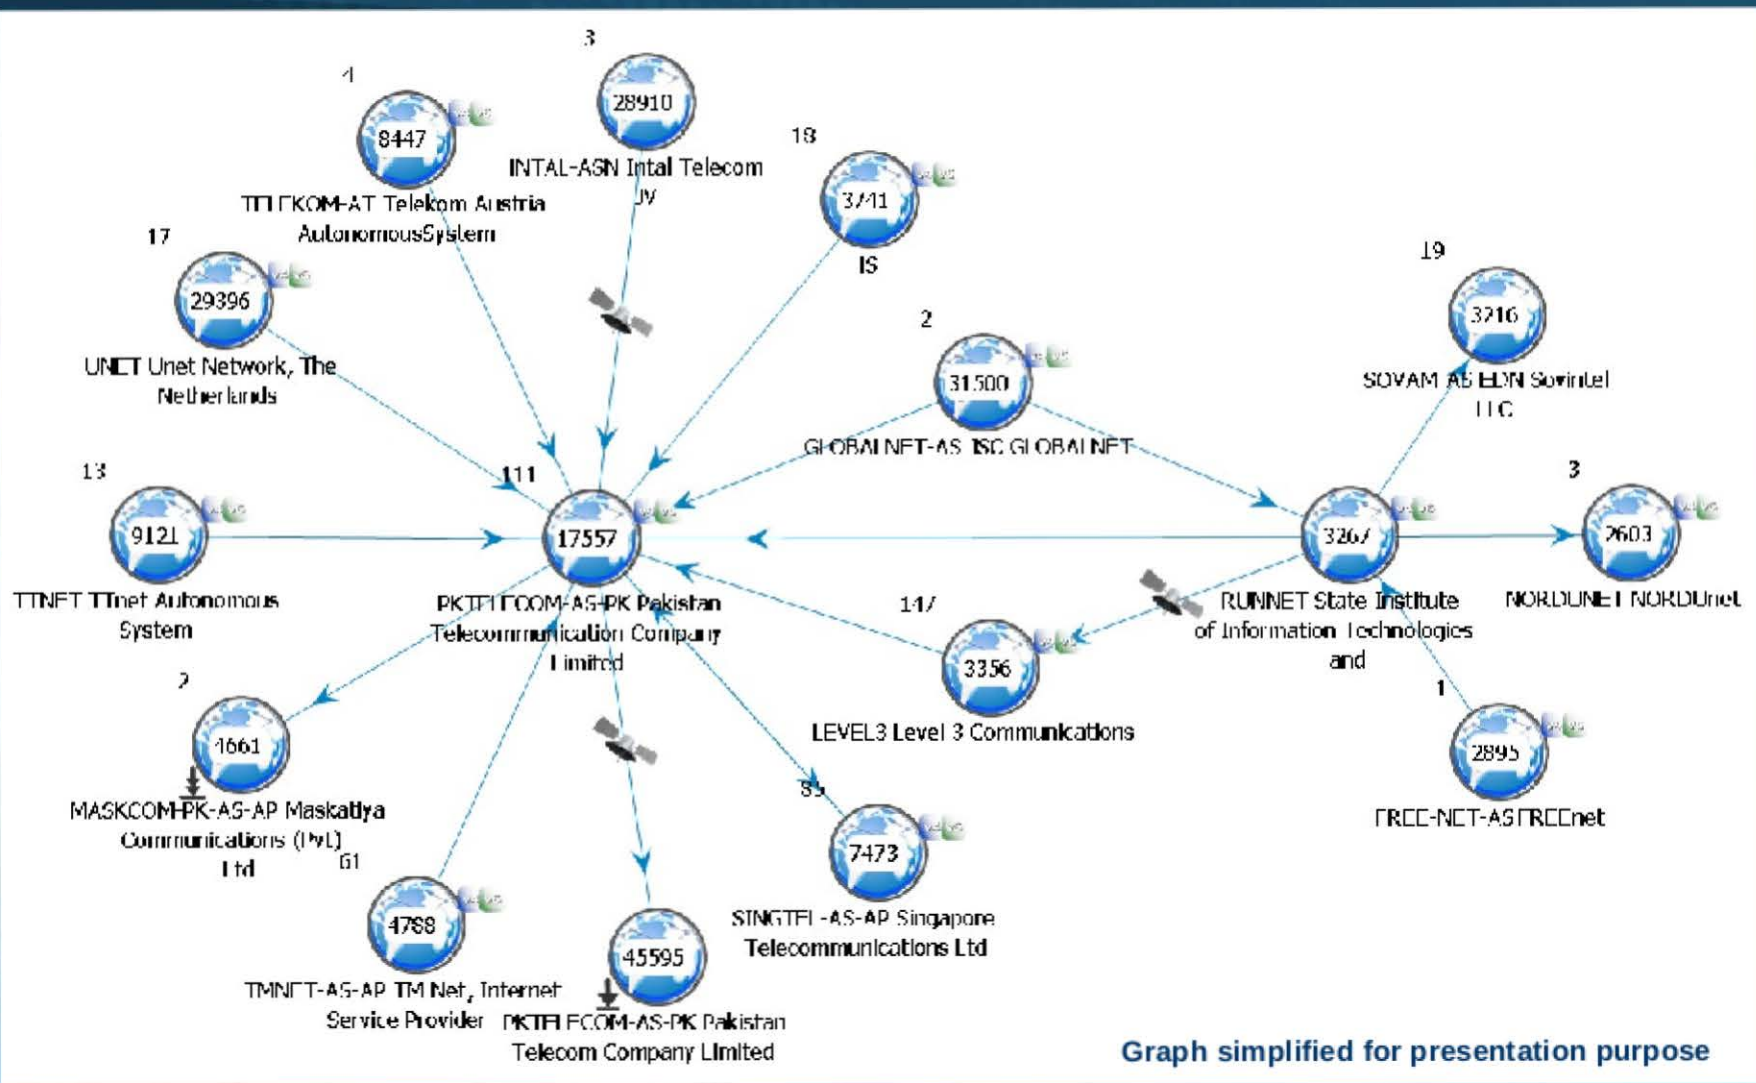 3
4
28910
8447
18
INTAL-ASN Intal Telecom
JV
3741
TELEKOM-AT Telekom Austria
AutonomousSystem
17
IS
19
29396
3216
2
UNET Unet Network, The
Netherlands
31500
SOVAM-AS EDN Sovintel
LLC
GLOBALNET-AS JSC GLOBALNET
13
111
3
9121
17557
3267
2603
TTNET TTnet Autonomous
System
PKTELECOM-AS-PK Pakistan
Telecommunication Company
Limited
147
RUNNET State Institute
of Information Technologies
and
NORDUNET NORDUnet
3356
2
1
LEVEL3 Level 3 Communications
4661
2895
MASKCOM-PK-AS-AP Maskatiya
Communications (Pvt)
Ltd
FREE-NET-AS FREEnet
61
7473
4788
SINGTEL-AS-AP Singapore
Telecommunications Ltd
45595
TMNET-AS-AP TM Net, Internet
Service Provider
PKTELECOM-AS-PK Pakistan
Telecom Company Limited
Graph simplified for presentation purpose